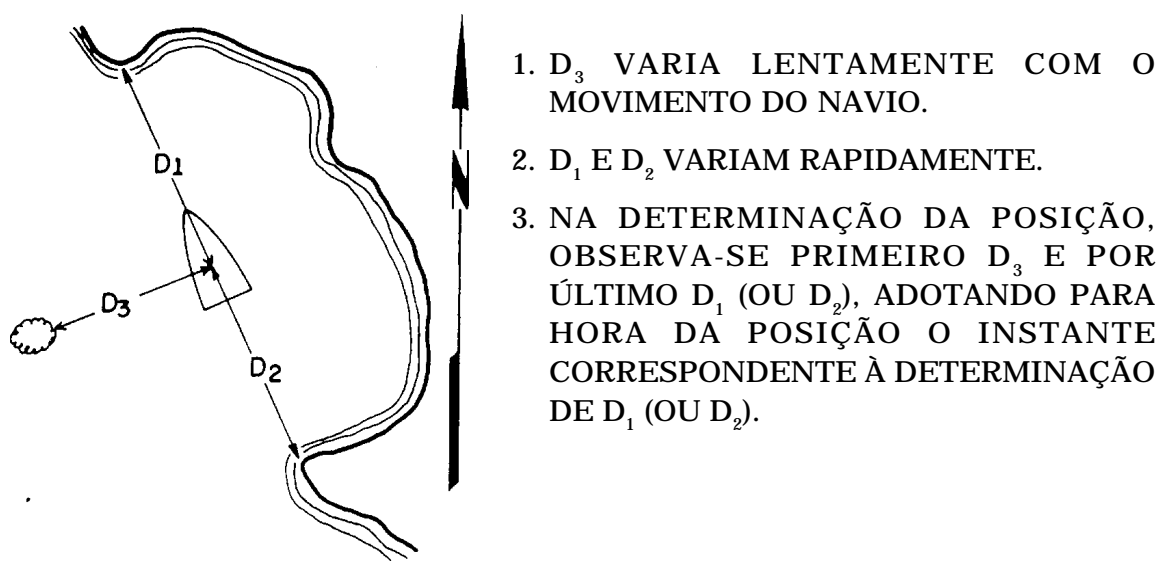 D1
D3
D2
N
1. D₃ VARIA LENTAMENTE COM O
MOVIMENTO DO NAVIO.
2. D₁ E D₂ VARIAM RAPIDAMENTE.
3. NA DETERMINAÇÃO DA POSIÇÃO,
OBSERVA-SE PRIMEIRO D₃ E POR
ÚLTIMO D₁ (OU D₂), ADOTANDO PARA
HORA DA POSIÇÃO O INSTANTE
CORRESPONDENTE À DETERMINAÇÃO
DE D₁ (OU D₂).